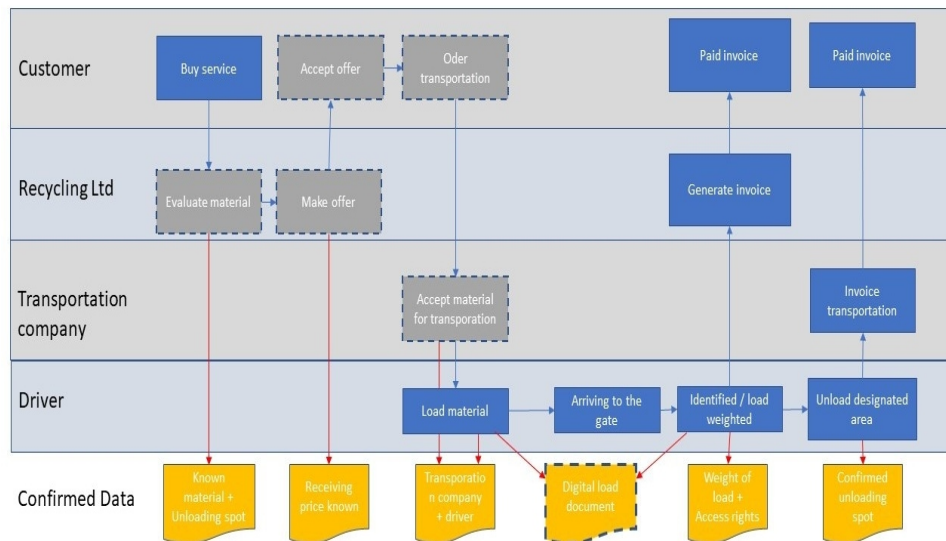 Customer
Buy service
Accept offer
Oder
transportation
Paid invoice
Paid invoice
Recycling Ltd
Evaluate material
Make offer
Generate invoice
Transportation
company
Accept material
for transporation
Invoice
transportation
Driver
Load material
Arriving to the
gate
Identified / load
weighted
Unload designated
area
Confirmed Data
Known
material +
Unloading spot
Receiving
price known
Transporatio
n company
+ driver
Digital load
document
Weight of
load +
Access rights
Confirmed
unloading
spot